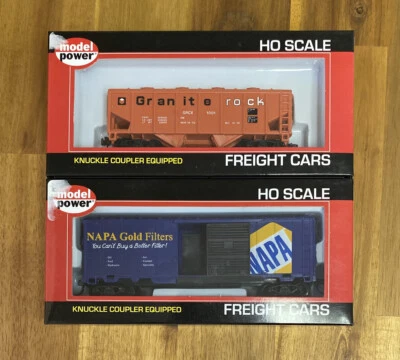 model
power
HO SCALE
Granite rock
KNUCKLE COUPLER EQUIPPED
FREIGHT CARS
model
power
HO SCALE
NAPA Gold Filters
You Can't Buy a Better Filter!
NAPA
KNUCKLE COUPLER EQUIPPED
FREIGHT CARS